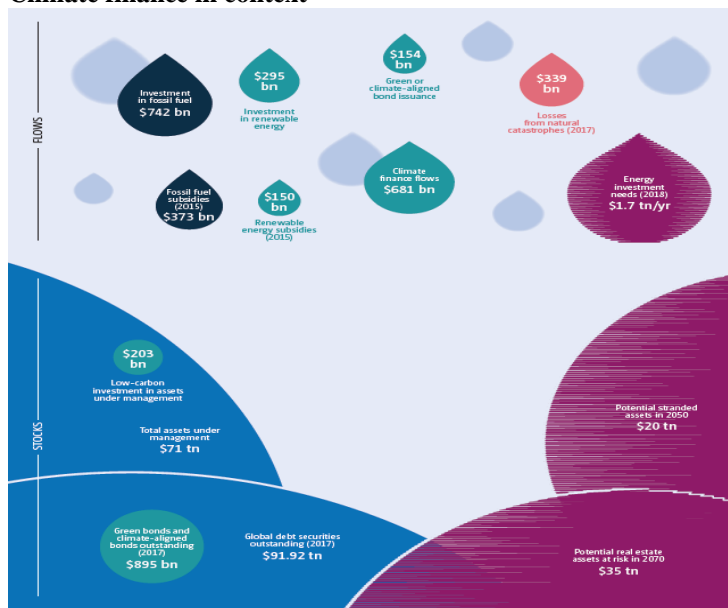 Climate finance in context
FLOWS
Investment
in fossil fuel
$742 bn
$295
bn
Investment
in renewable
energy
$154
bn
Green or
climate-aligned
bond issuance
$339
bn
Losses
from natural
catastrophes (2017)
Fossil fuel
subsidies
(2015)
$373 bn
$150
bn
Renewable
energy subsidies
(2015)
Climate
finance flows
$681 bn
Energy
investment
needs (2018)
$1.7 tn/yr
STOCKS
$203
bn
Low-carbon
investment in assets
under management
Total assets under
management
$71 tn
Potential stranded
assets in 2050
$20 tn
Green bonds and
climate-aligned
bonds outstanding
(2017)
$895 bn
Global debt securities
outstanding (2017)
$91.92 tn
Potential real estate
assets at risk in 2070
$35 tn